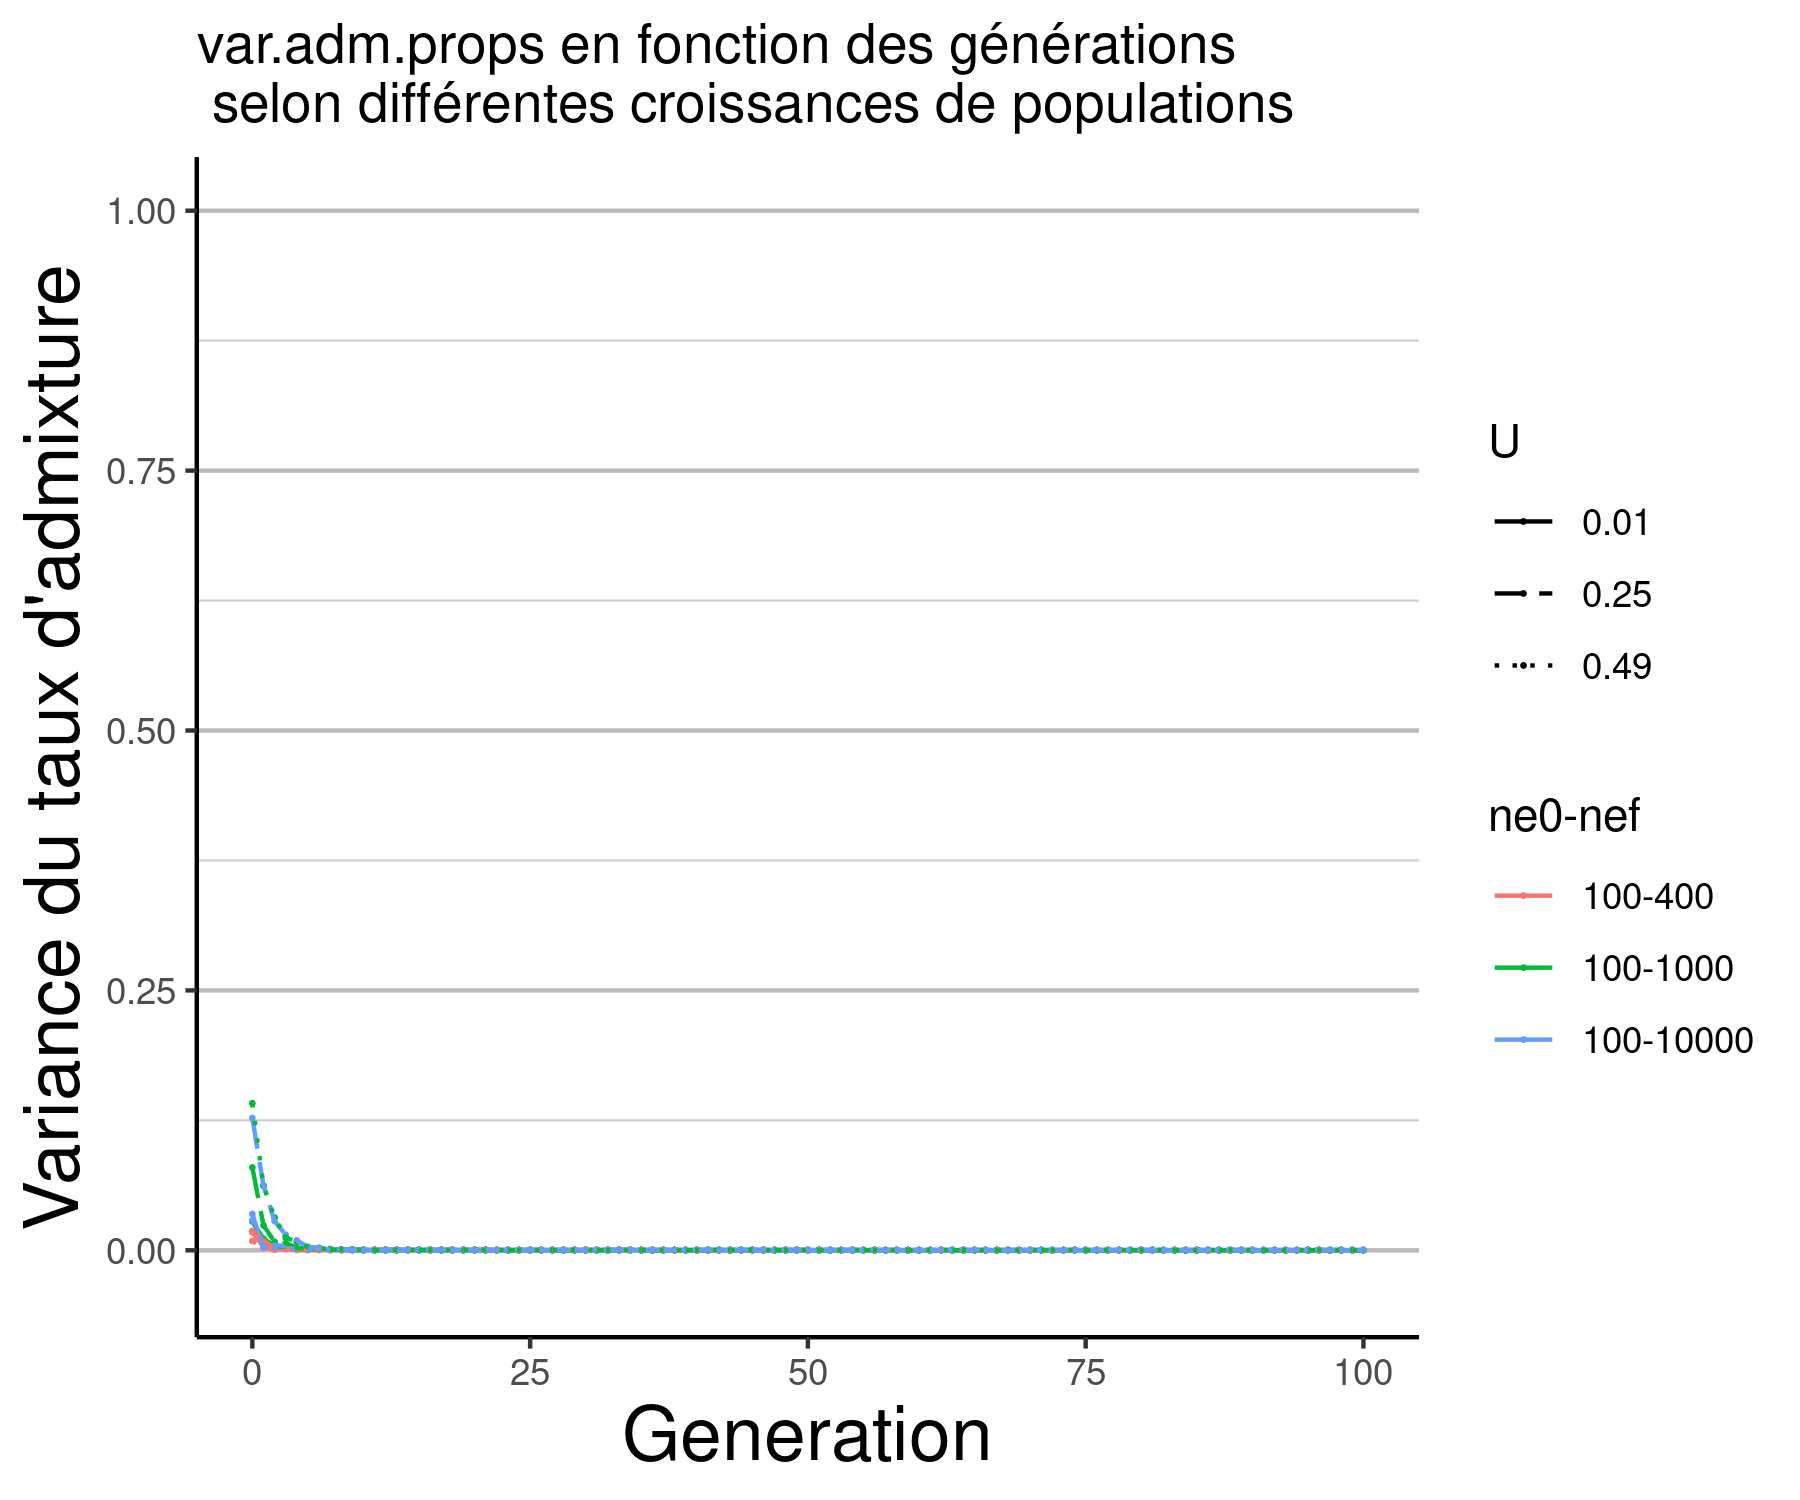 var.adm.props en fonction des générations
selon différentes croissances de populations
Variance du taux d'admixture
1.00
0.75
0.50
0.25
0.00
0
25
50
75
100
Generation
U
0.01
0.25
0.49
ne0-nef
100-400
100-1000
100-10000